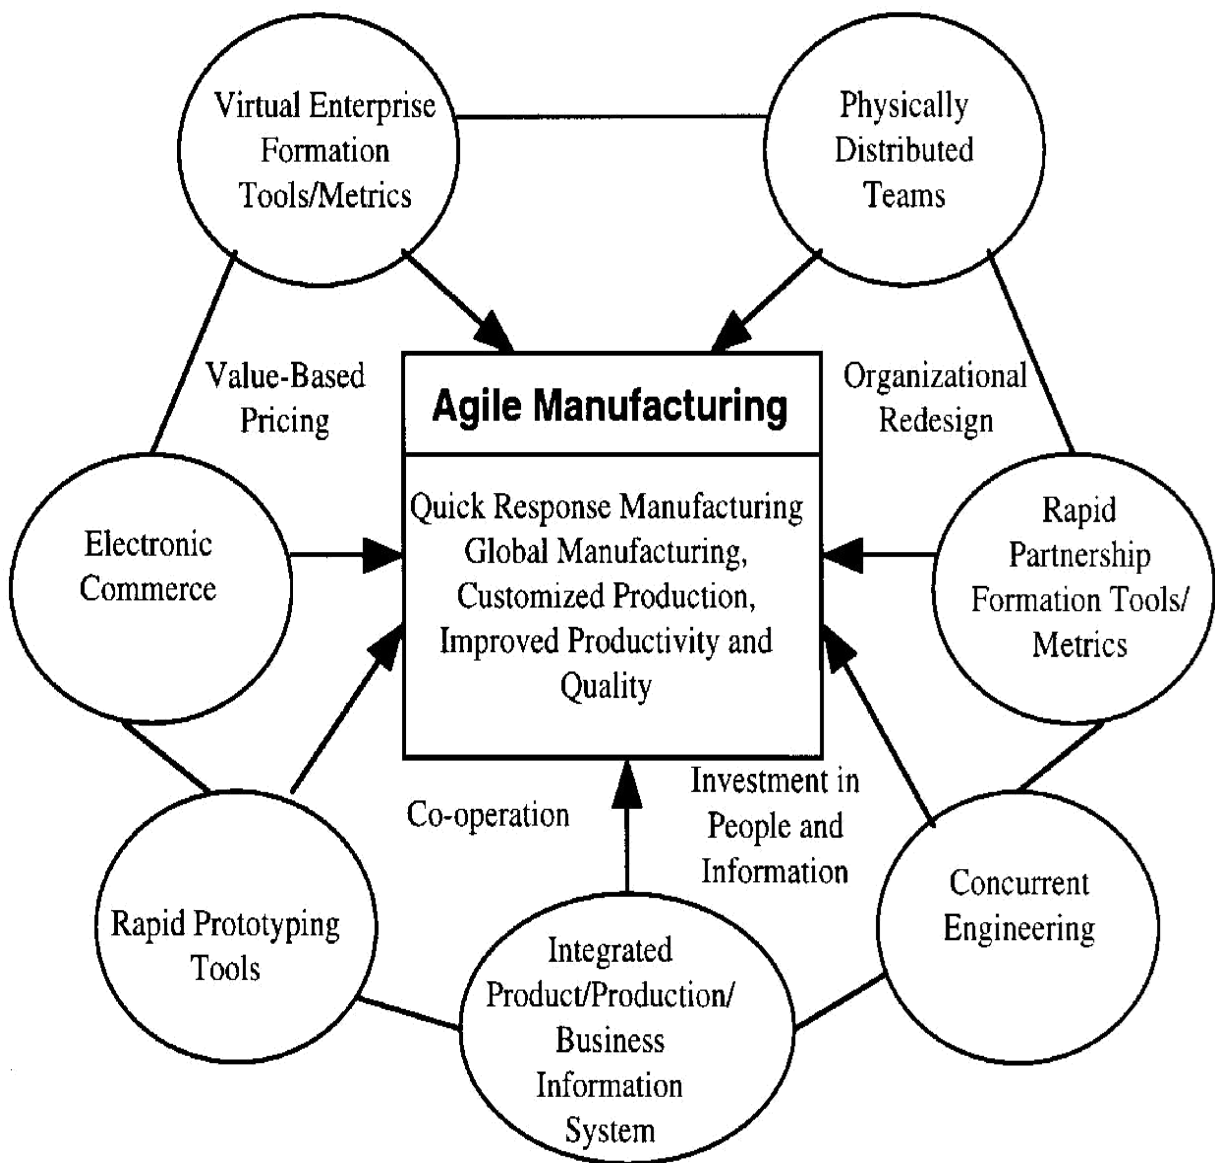 Virtual Enterprise
Formation
Tools/Metrics
Physically
Distributed
Teams
Value-Based
Pricing
Agile Manufacturing
Organizational
Redesign
Electronic
Commerce
Quick Response Manufacturing
Global Manufacturing,
Customized Production,
Improved Productivity and
Quality
Rapid
Partnership
Formation Tools/
Metrics
Co-operation
Investment in
People and
Information
Rapid Prototyping
Tools
Integrated
Product/Production/
Business
Information
System
Concurrent
Engineering